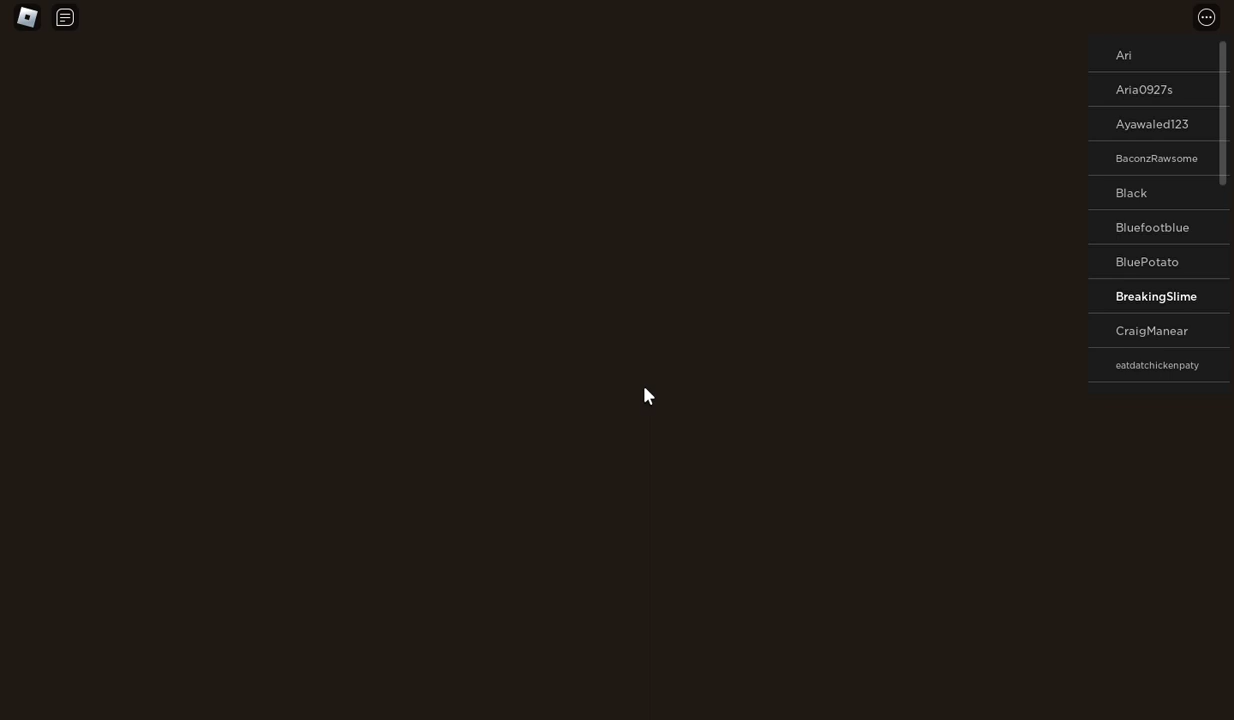 Ari
Aria0927s
Ayawaled123
BaconzRawsome
Black
Bluefootblue
BluePotato
BreakingSlime
CraigManear
eatdatchickenpaty